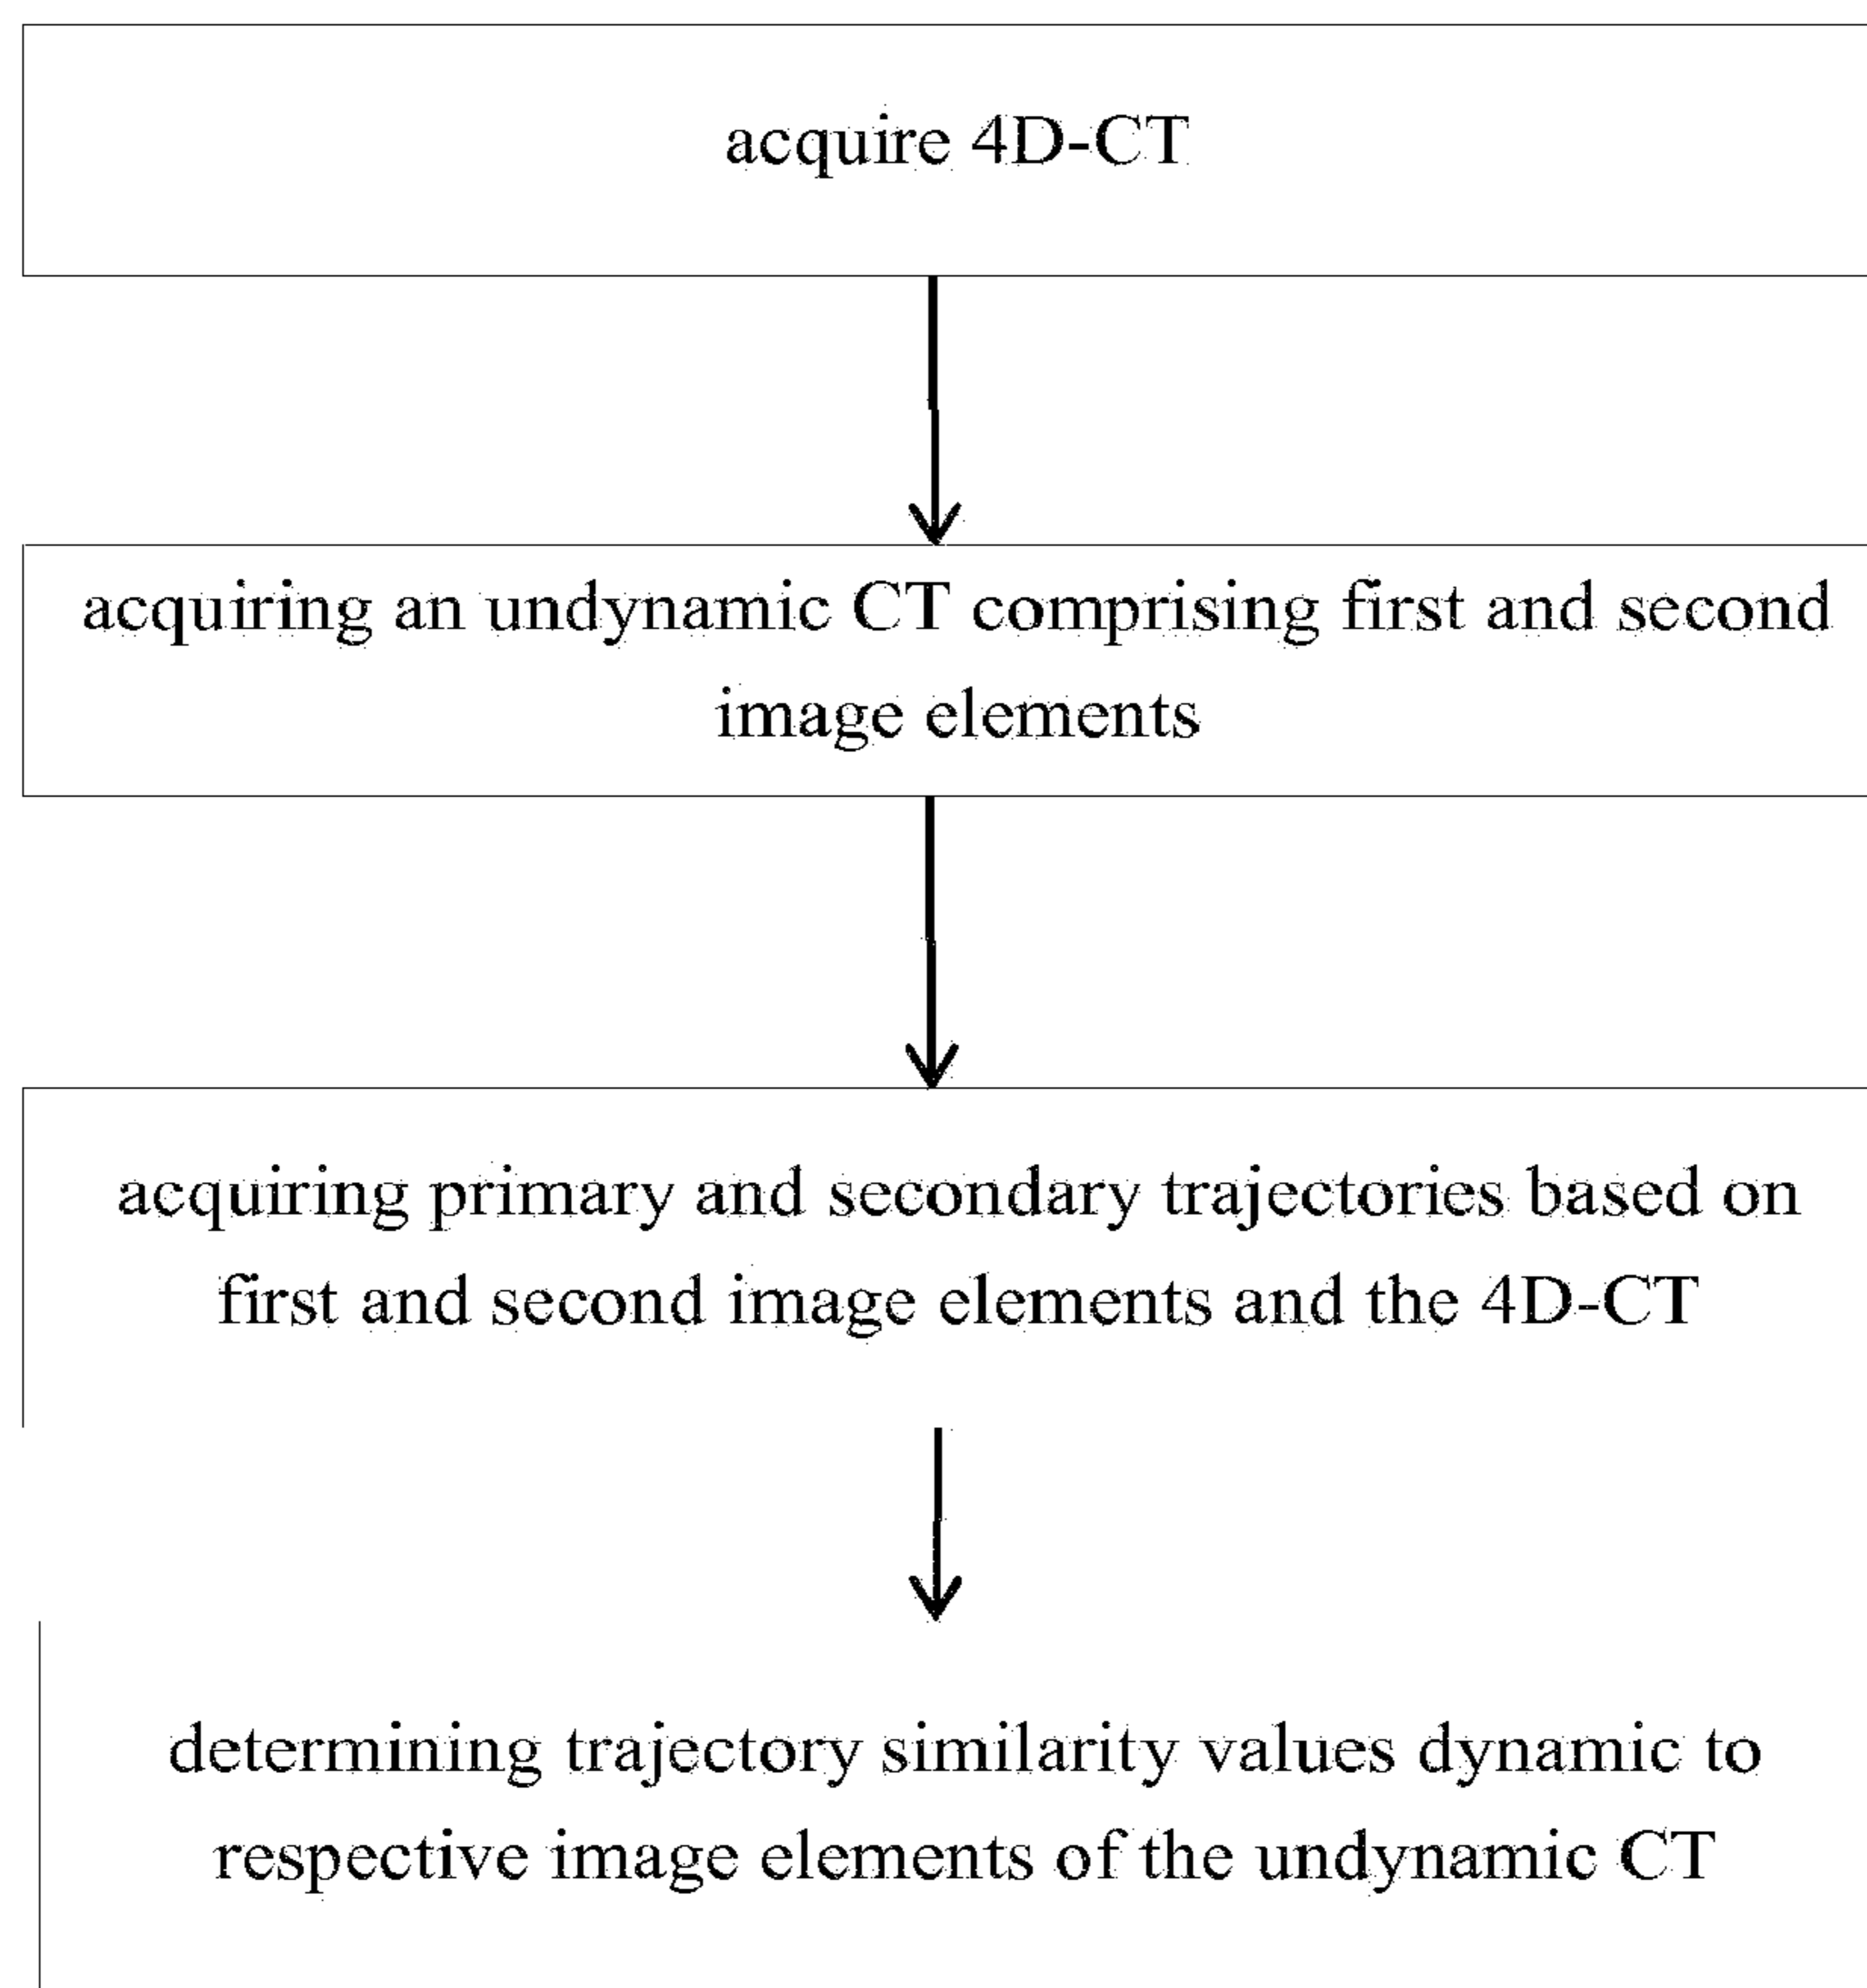 acquire 4D-CT
acquiring an undynamic CT comprising first and second
image elements
acquiring primary and secondary trajectories based on
first and second image elements and the 4D-CT
determining trajectory similarity values dynamic to
respective image elements of the undynamic CT